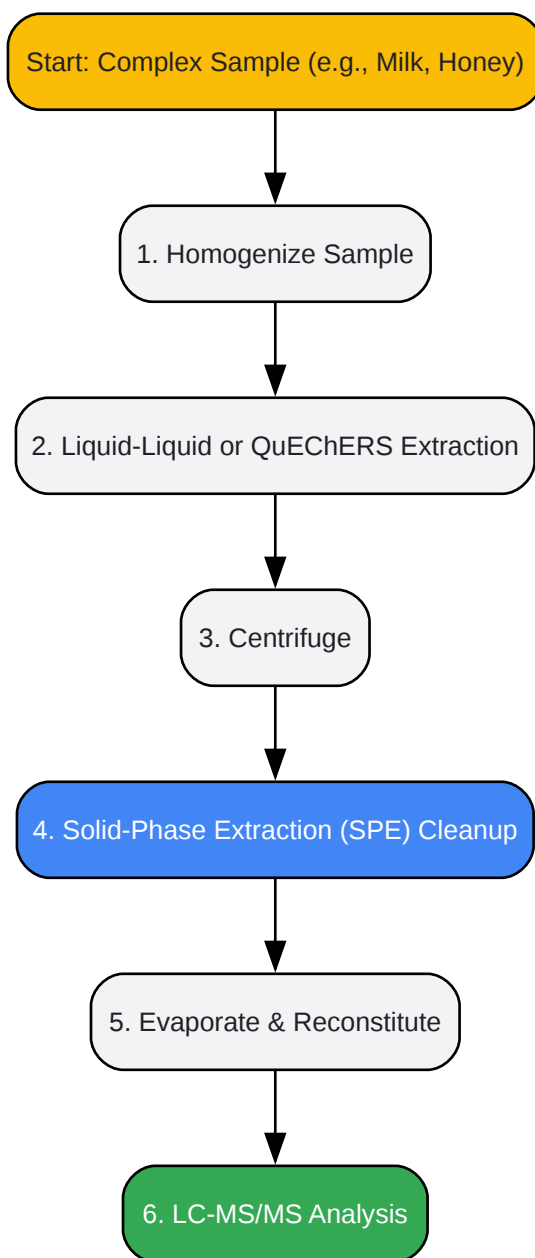 Start: Complex Sample (e.g., Milk, Honey)
1. Homogenize Sample
2. Liquid-Liquid or QuEChERS Extraction
3. Centrifuge
4. Solid-Phase Extraction (SPE) Cleanup
5. Evaporate & Reconstitute
6. LC-MS/MS Analysis